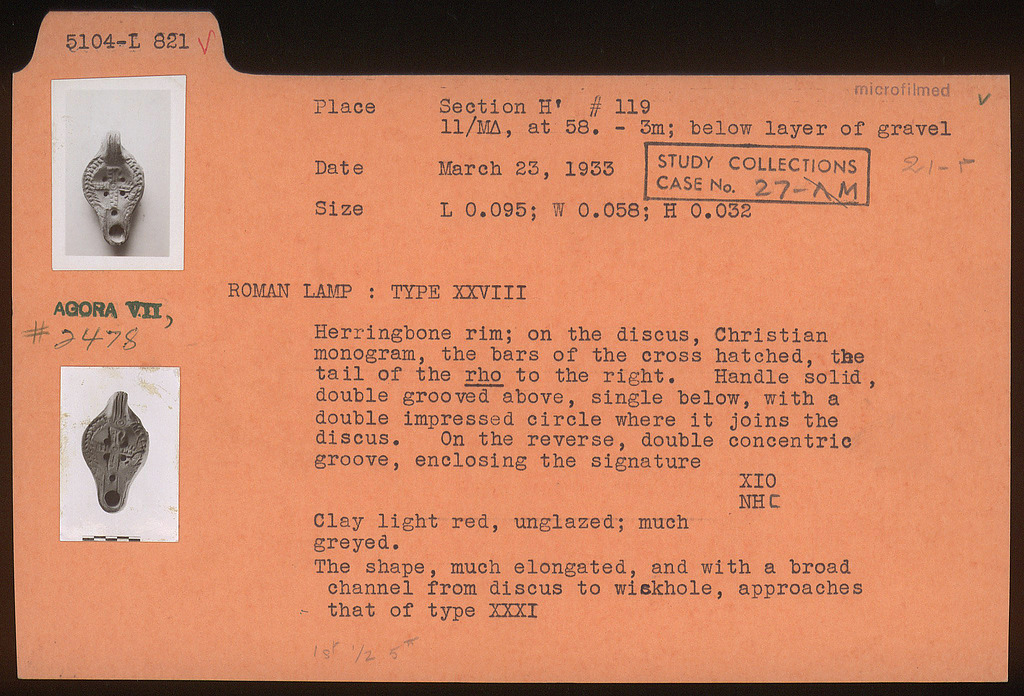 5104-L 821 √
microfilmed √
Place Section H' # 119
11/ΜΔ, at 58. - 3m; below layer of gravel
Date March 23, 1933
STUDY COLLECTIONS
CASE No. 27-AM
Size L 0.095; W 0.058; H 0.032
ROMAN LAMP : TYPE XXVIII
AGORA VII,
# 2478
Herringbone rim; on the discus, Christian
monogram, the bars of the cross hatched, the
tail of the rho to the right. Handle solid,
double grooved above, single below, with a
double impressed circle where it joins the
discus. On the reverse, double concentric
groove, enclosing the signature
XIO
NHC
Clay light red, unglazed; much
greyed.
The shape, much elongated, and with a broad
channel from discus to wickhole, approaches
that of type XXXI
1st 1/2 5th